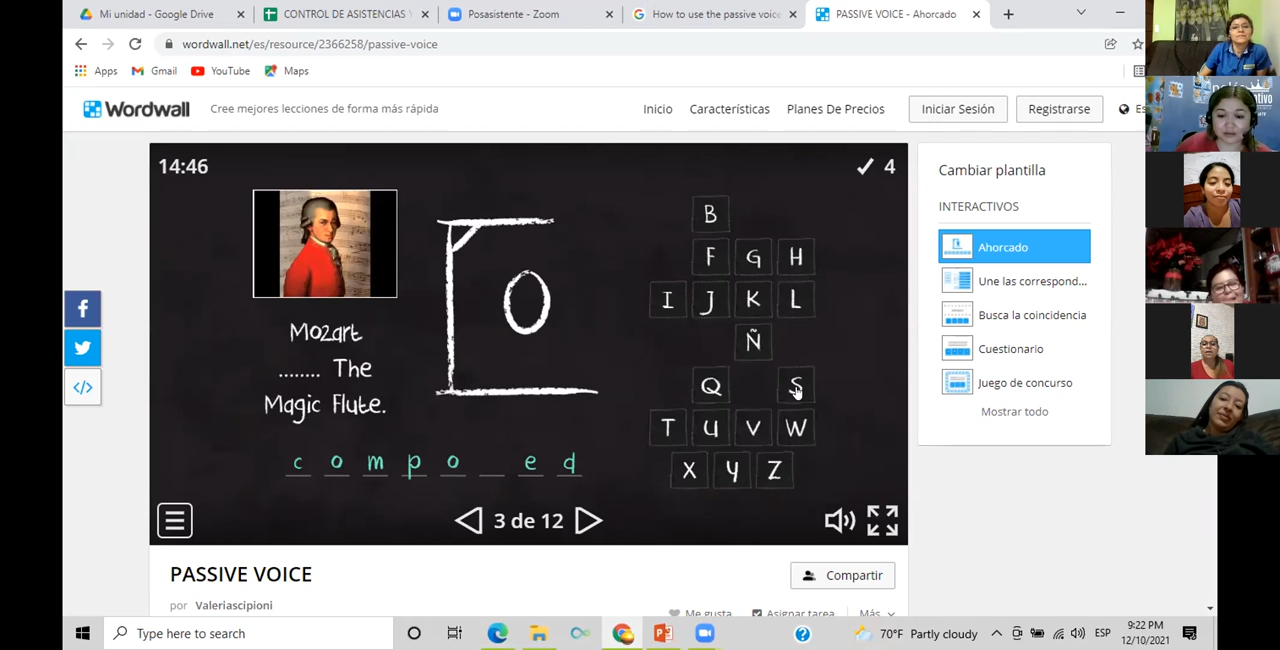 Mi unidad - Google Drive
CONTROL DE ASISTENCIAS
Posasistente - Zoom
How to use the passive voice
PASSIVE VOICE - Ahorcado
wordwall.net/es/resource/2366258/passive-voice
Apps Gmail YouTube Maps
Wordwall
Cree mejores lecciones de forma más rápida
Inicio Características Planes De Precios Iniciar Sesión Registrarse Es
14:46
4
Mozart
........ The
Magic Flute.
c o m p o _ e d
B
F G H
I J K L
Ñ
Q S
T U V W
X Y Z
3 de 12
Cambiar plantilla
INTERACTIVOS
Ahorcado
Une las correspond...
Busca la coincidencia
Cuestionario
Juego de concurso
Mostrar todo
PASSIVE VOICE
Compartir
por Valeriascipioni
Me gusta Asignar tarea Más
Type here to search
70°F Partly cloudy
ESP
9:22 PM
12/10/2021